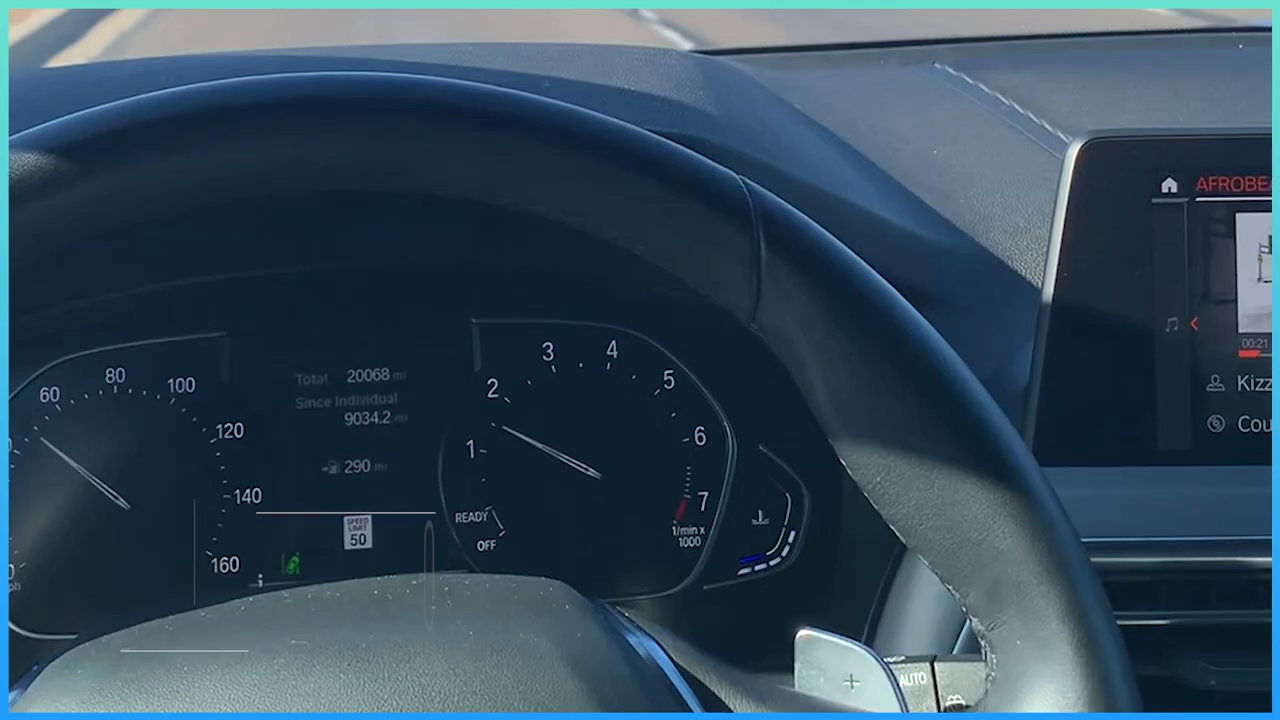 60
80
100
120
140
160
Total 20068 mi
Since Individual
9034.2 mi
290 mi
SPEED
LIMIT
50
1
2
3
4
5
6
7
1/min x
1000
READY
OFF
AFROBE
00:21
Kizz
Cou
AUTO